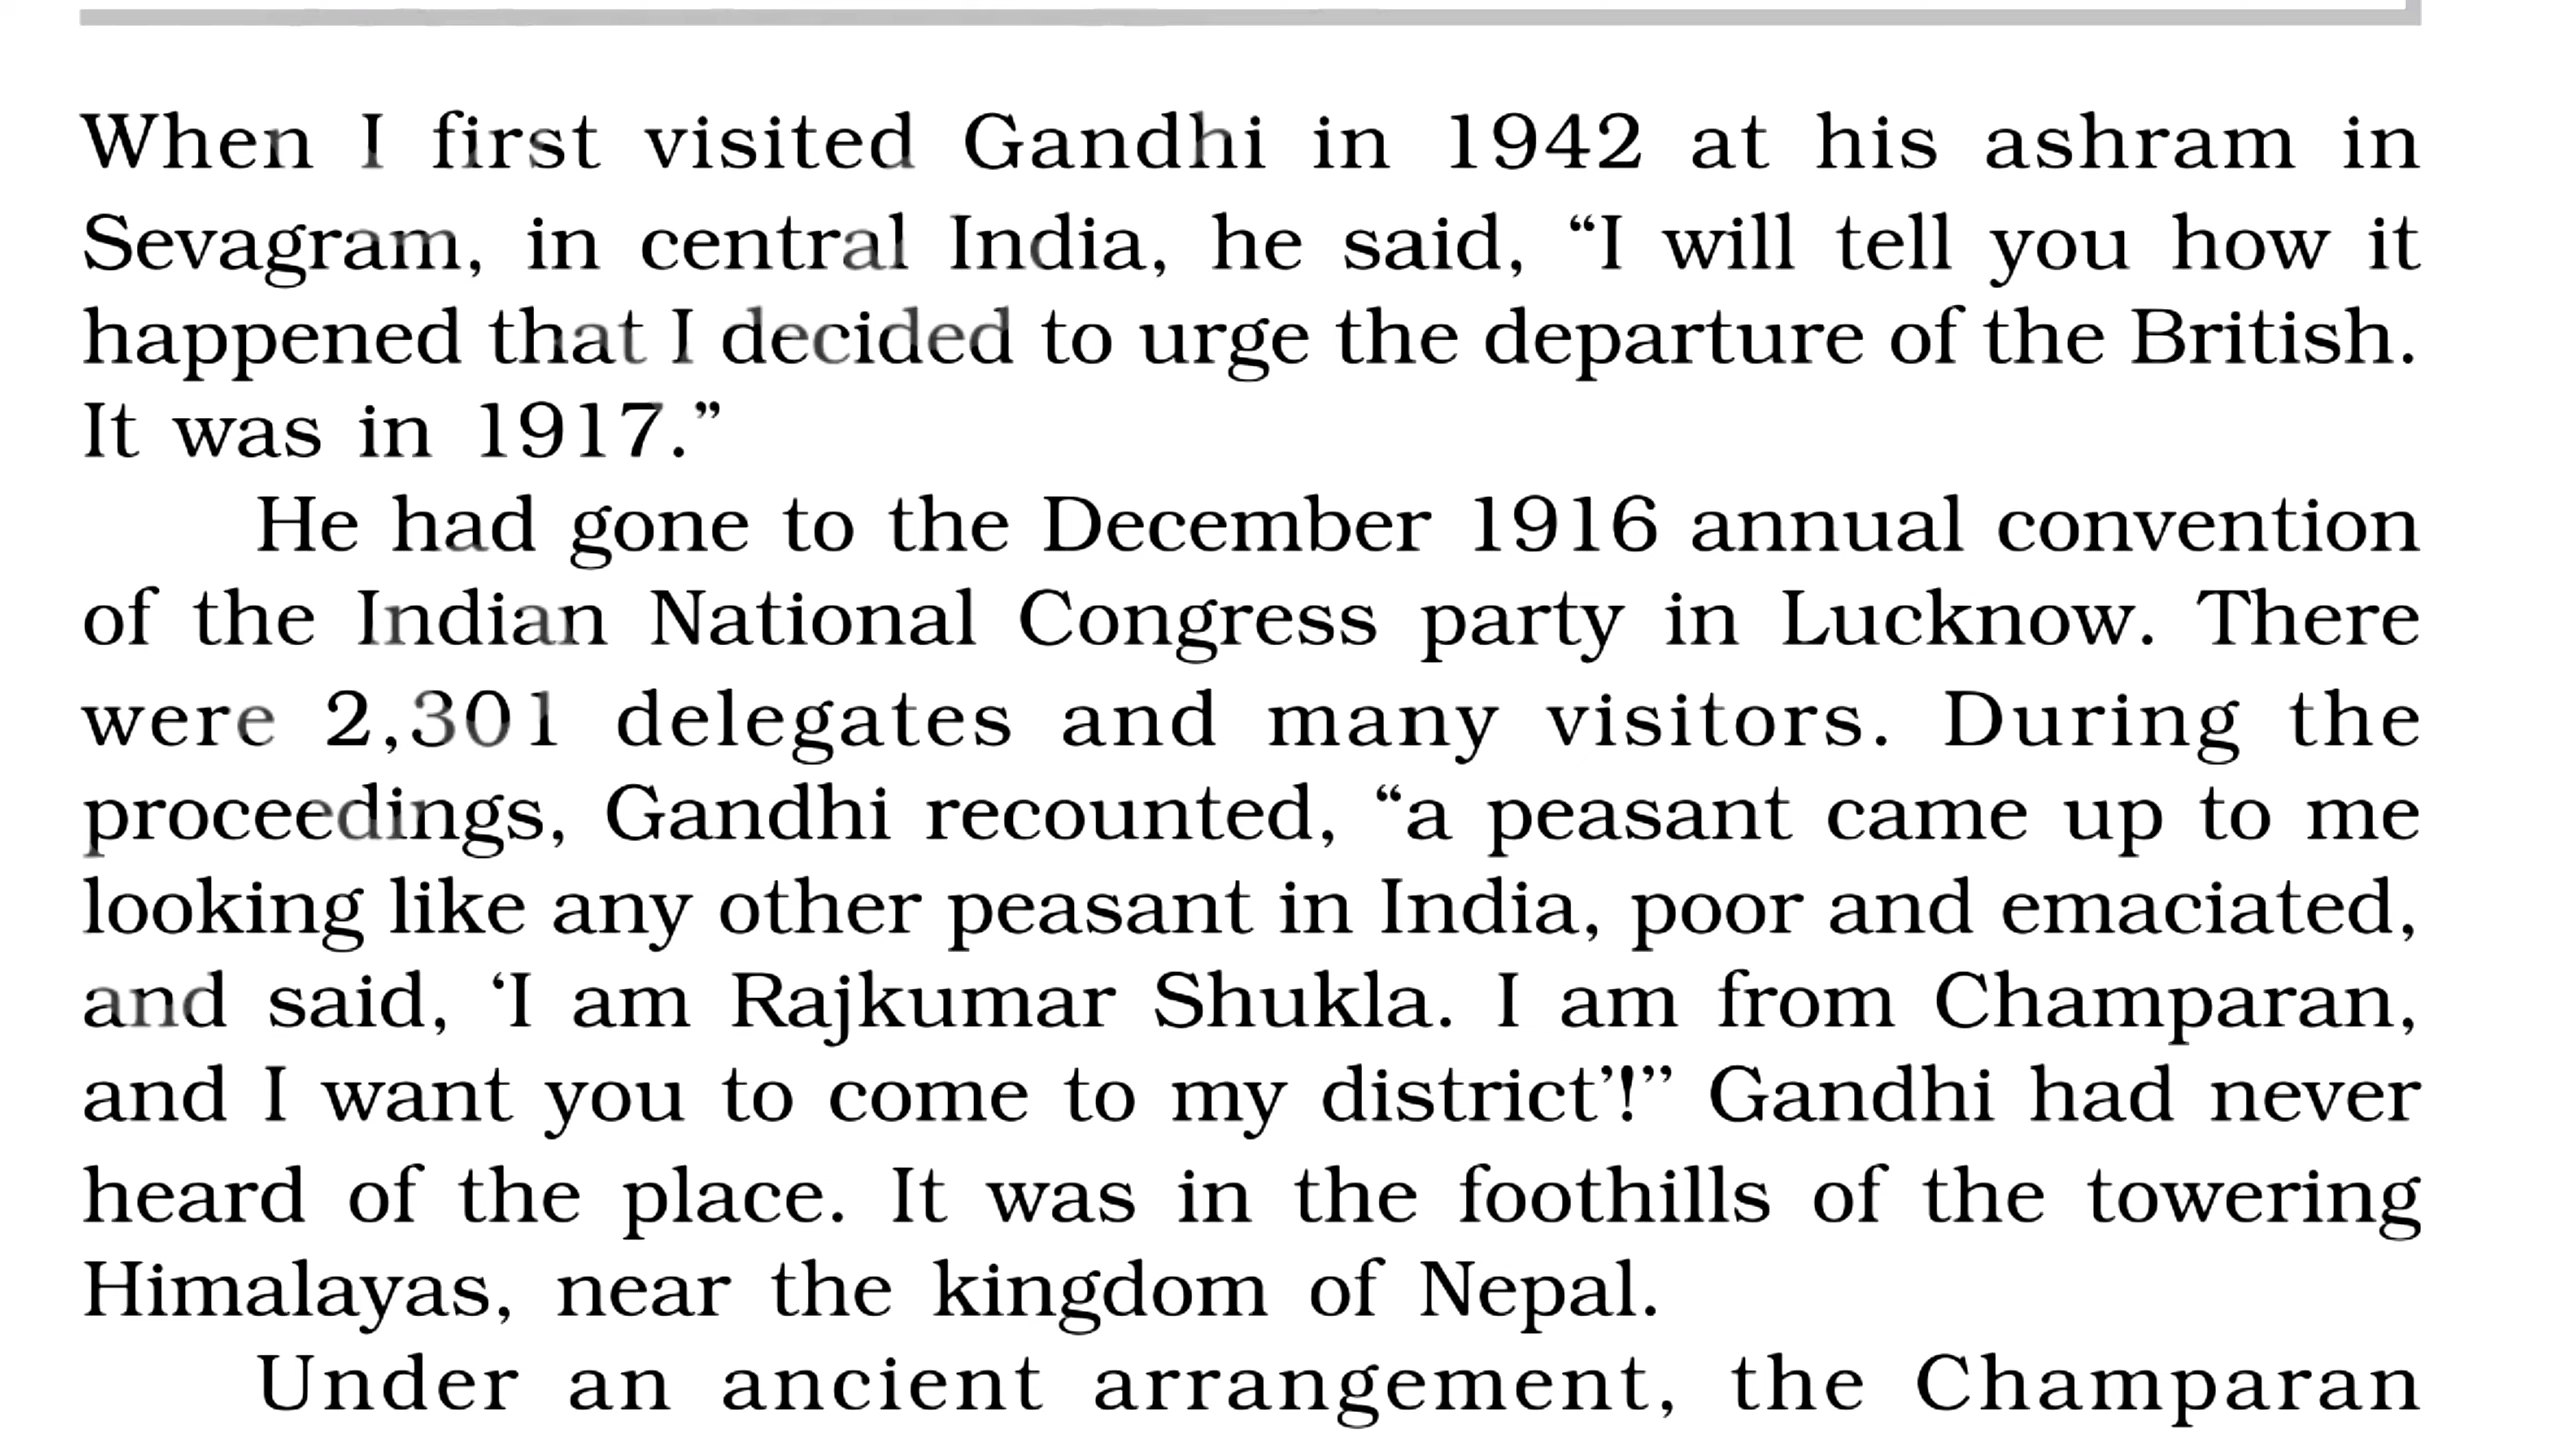 When I first visited Gandhi in 1942 at his ashram in
Sevagram, in central India, he said, “I will tell you how it
happened that I decided to urge the departure of the British.
It was in 1917.”
He had gone to the December 1916 annual convention
of the Indian National Congress party in Lucknow. There
were 2,301 delegates and many visitors. During the
proceedings, Gandhi recounted, “a peasant came up to me
looking like any other peasant in India, poor and emaciated,
and said, ‘I am Rajkumar Shukla. I am from Champaran,
and I want you to come to my district’!” Gandhi had never
heard of the place. It was in the foothills of the towering
Himalayas, near the kingdom of Nepal.
Under an ancient arrangement, the Champaran